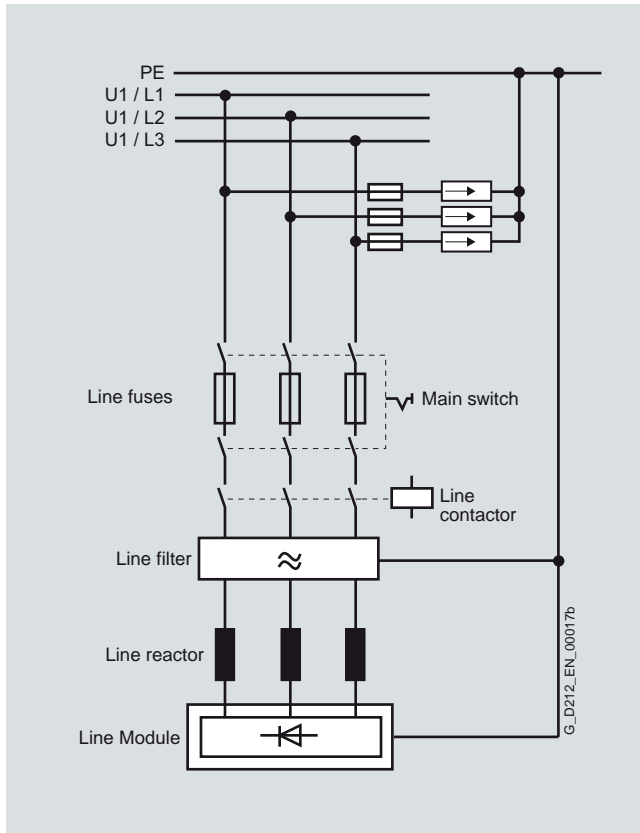 PE
U1 / L1
U1 / L2
U1 / L3
Line fuses
Main switch
Line
contactor
Line filter
Line reactor
Line Module
G_D212_EN_00017b